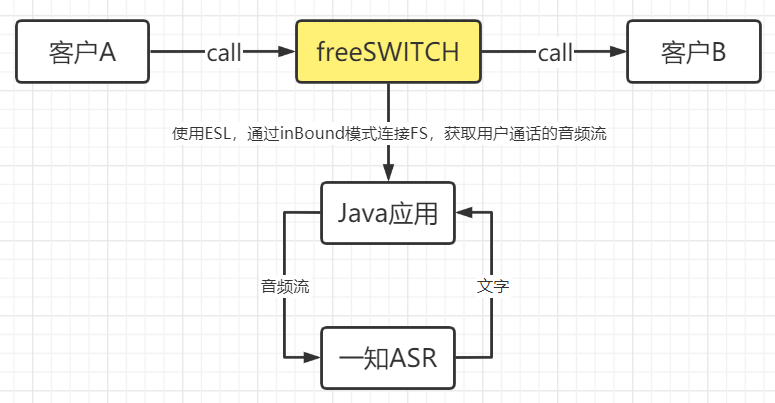 客户A
call
freeSWITCH
call
客户B
使用ESL，通过inBound模式连接FS，获取用户通话的音频流
Java应用
音频流
文字
一知ASR